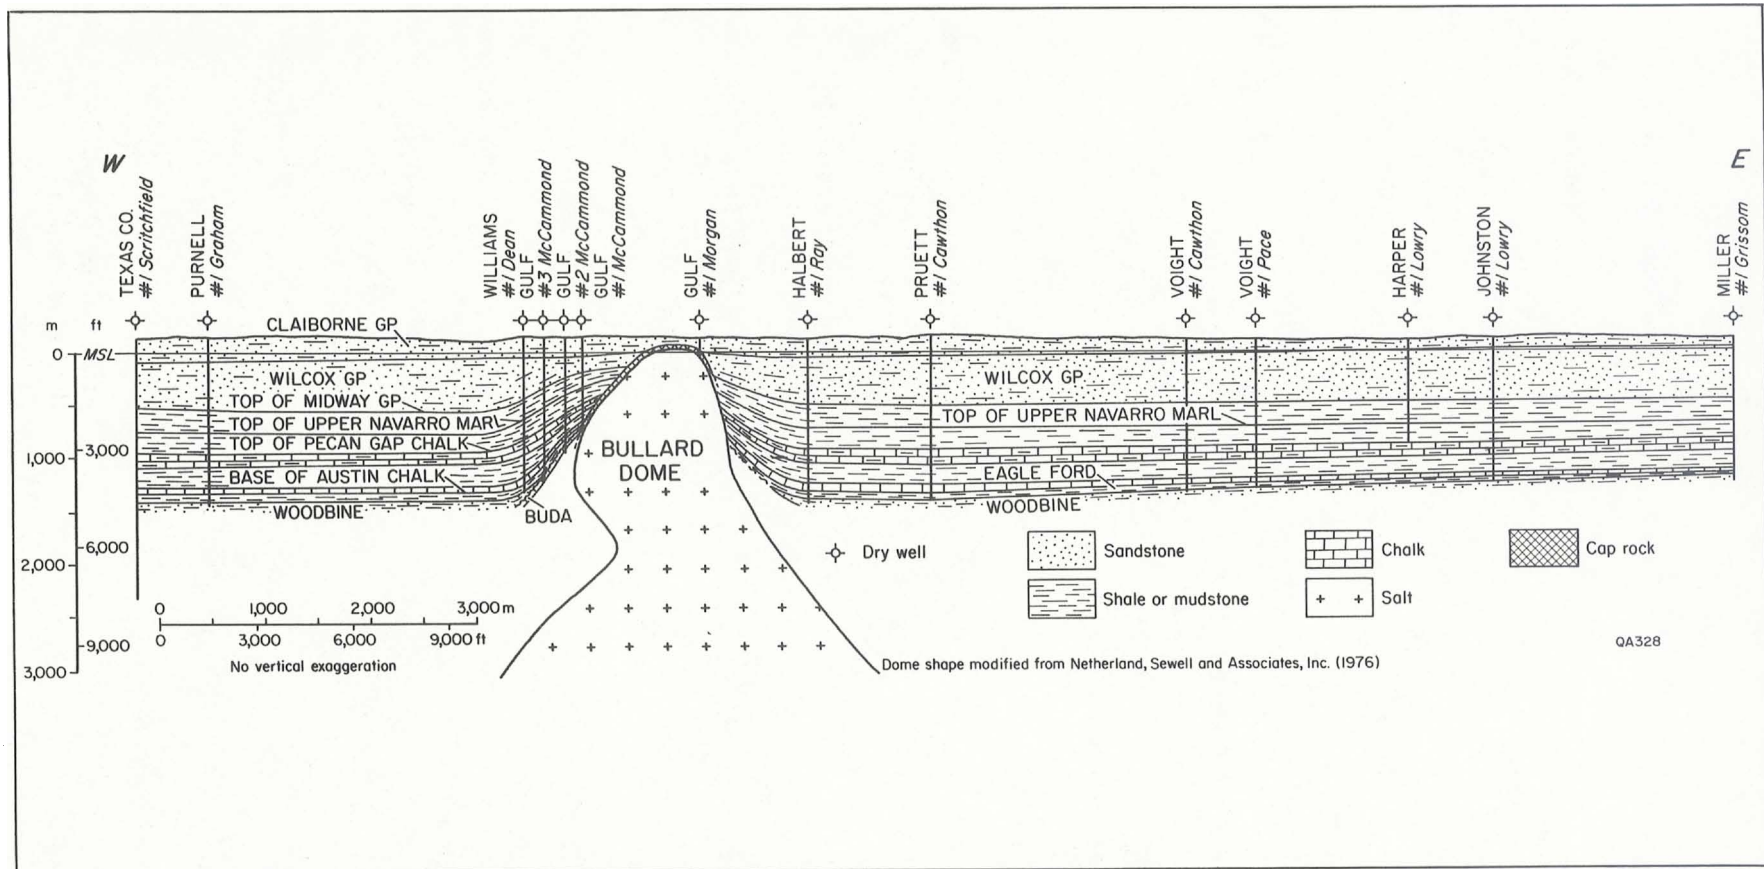 W
E
TEXAS CO.
#1 Scritchfield
PURNELL
#1 Graham
WILLIAMS
#1 Dean
GULF
#3 McCammond
GULF
#2 McCammond
GULF
#1 McCammond
GULF
#1 Morgan
HALBERT
#1 Ray
PRUETT
#1 Cawthon
VOIGHT
#1 Cawthon
VOIGHT
#1 Pace
HARPER
#1 Lowry
JOHNSTON
#1 Lowry
MILLER
#1 Grissom
m ft
CLAIBORNE GP
0 MSL
WILCOX GP
WILCOX GP
TOP OF MIDWAY GP
TOP OF UPPER NAVARRO MARL
TOP OF UPPER NAVARRO MARL
TOP OF PECAN GAP CHALK
1,000 3,000
BULLARD
DOME
BASE OF AUSTIN CHALK
EAGLE FORD
WOODBINE
BUDA
WOODBINE
6,000
2,000
9,000
3,000
Dry well
Sandstone
Chalk
Cap rock
Shale or mudstone
Salt
0 1,000 2,000 3,000 m
0 3,000 6,000 9,000 ft
No vertical exaggeration
Dome shape modified from Netherland, Sewell and Associates, Inc. (1976)
QA328